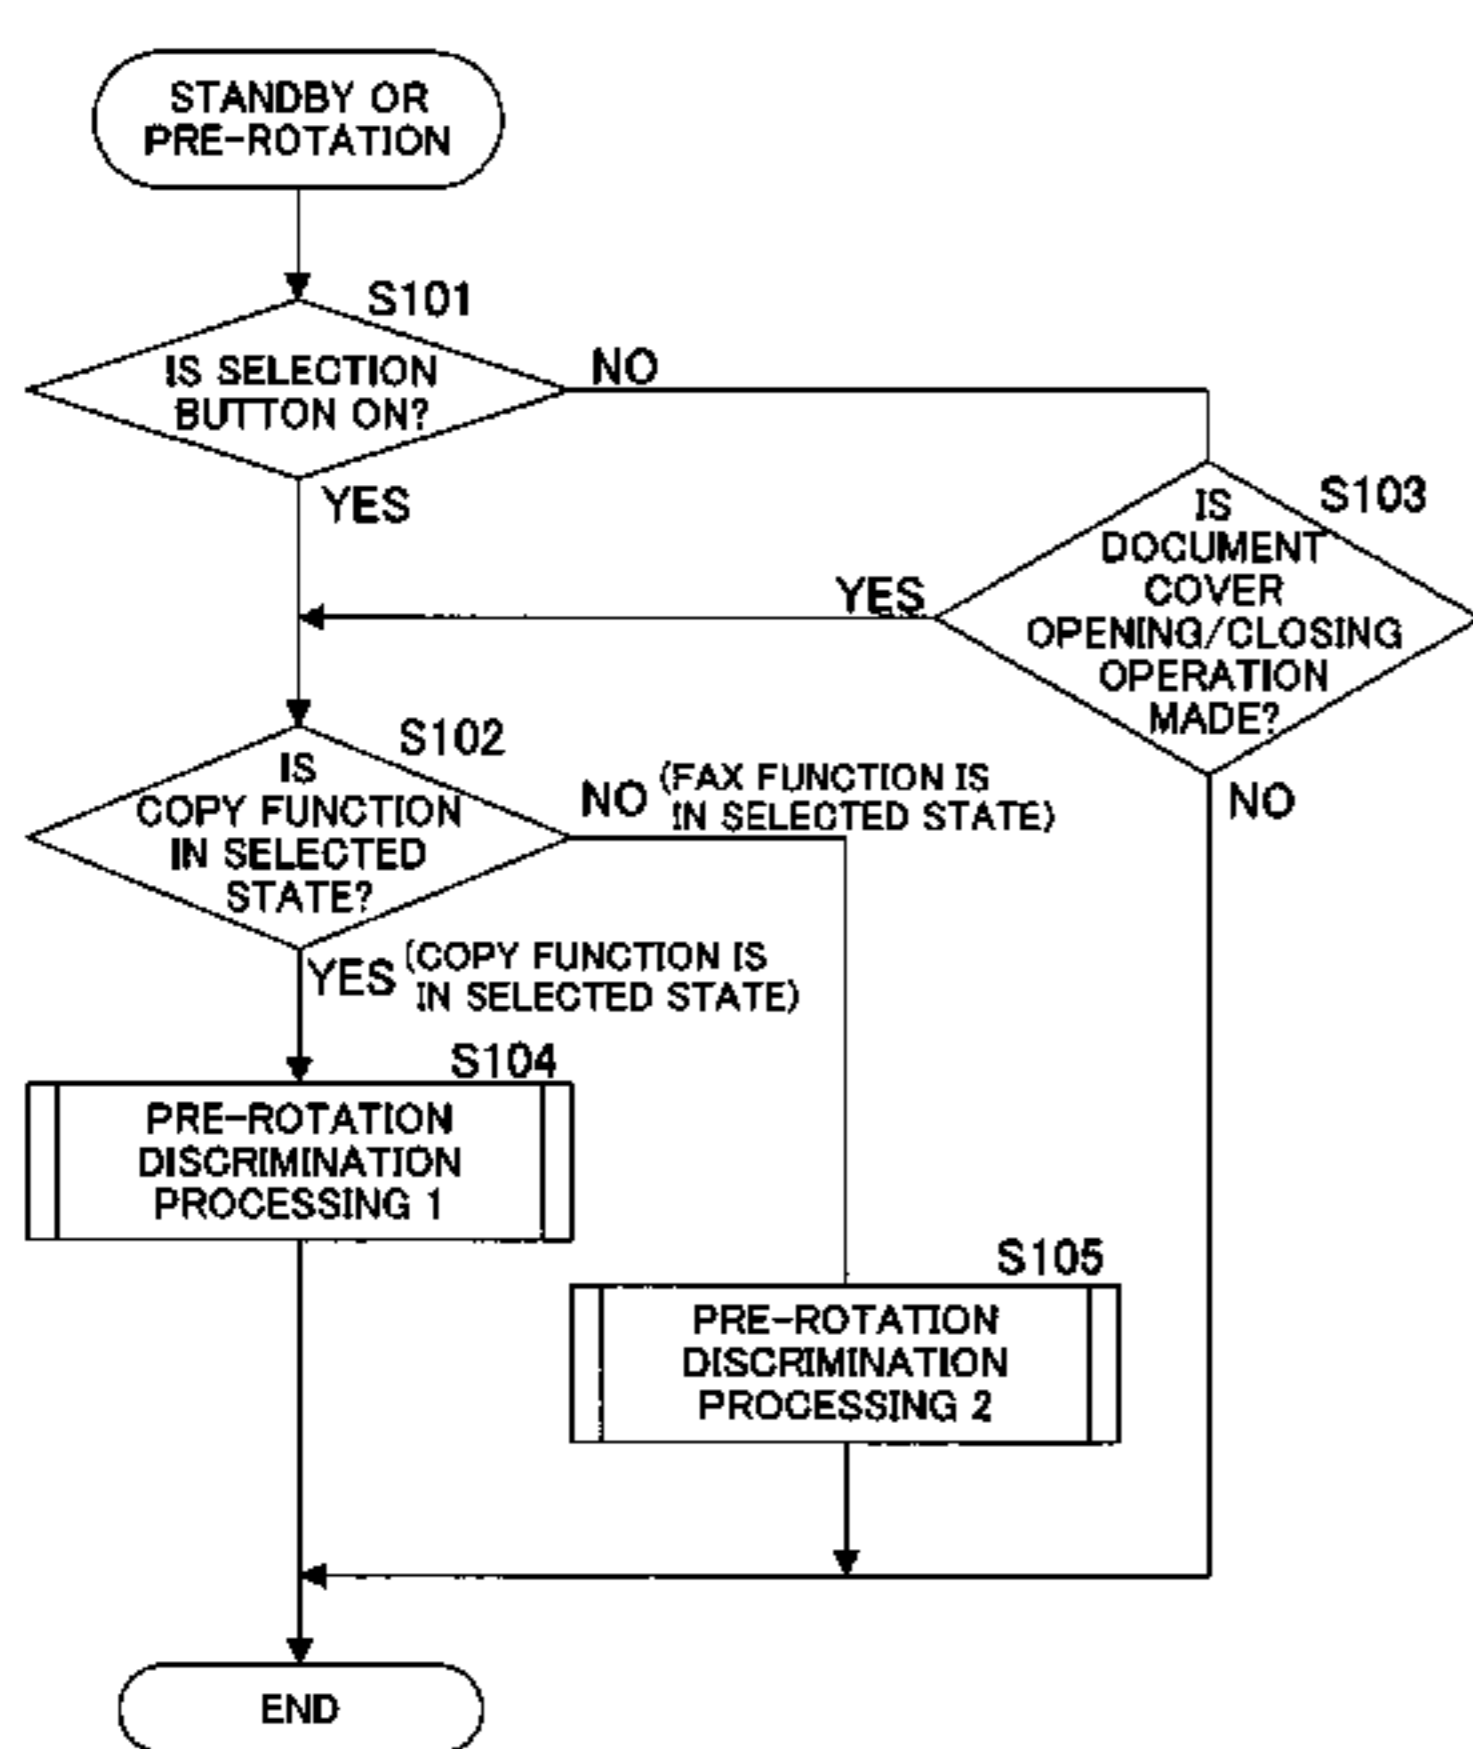 STANDBY OR
PRE-ROTATION
S101
IS SELECTION
BUTTON ON?
NO
YES
S103
IS
DOCUMENT
COVER
OPENING/CLOSING
OPERATION
MADE?
YES
NO
S102
IS
COPY FUNCTION
IN SELECTED
STATE?
NO (FAX FUNCTION IS
IN SELECTED STATE)
YES (COPY FUNCTION IS
IN SELECTED STATE)
S104
PRE-ROTATION
DISCRIMINATION
PROCESSING 1
S105
PRE-ROTATION
DISCRIMINATION
PROCESSING 2
END